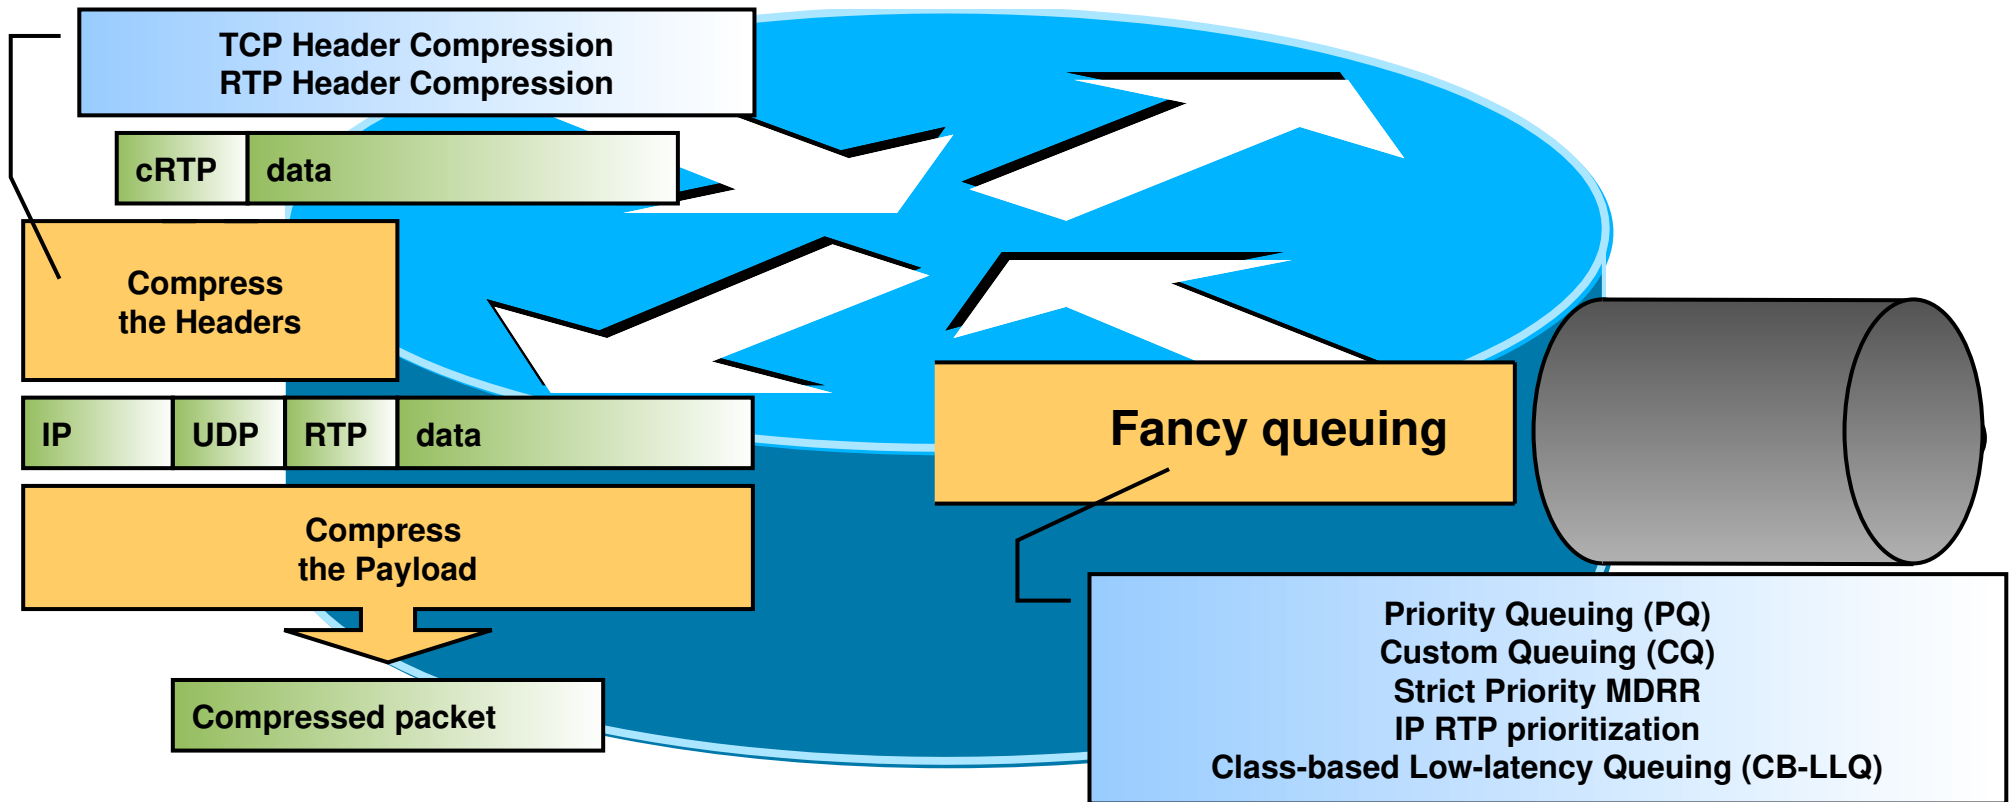 TCP Header Compression
RTP Header Compression
cRTP data
Compress
the Headers
IP UDP RTP data
Compress
the Payload
Compressed packet
Fancy queuing
Priority Queuing (PQ)
Custom Queuing (CQ)
Strict Priority MDRR
IP RTP prioritization
Class-based Low-latency Queuing (CB-LLQ)